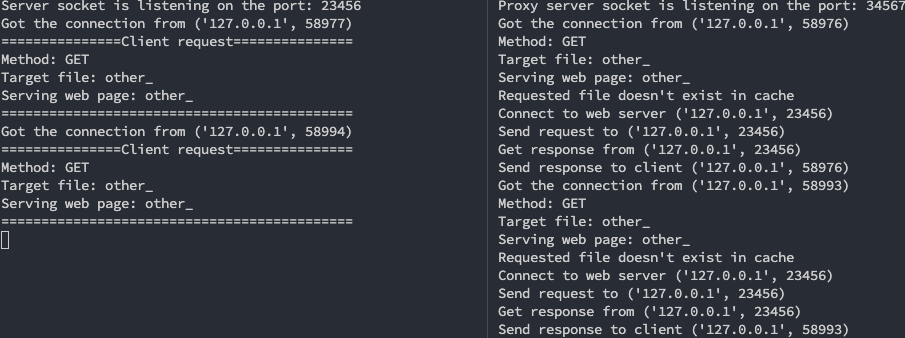 Server socket is listening on the port: 23456
Got the connection from ('127.0.0.1', 58977)
===============Client request===============
Method: GET
Target file: other_
Serving web page: other_
============================================
Got the connection from ('127.0.0.1', 58994)
===============Client request===============
Method: GET
Target file: other_
Serving web page: other_
============================================
Proxy server socket is listening on the port: 34567
Got the connection from ('127.0.0.1', 58976)
Method: GET
Target file: other_
Serving web page: other_
Requested file doesn't exist in cache
Connect to web server ('127.0.0.1', 23456)
Send request to ('127.0.0.1', 23456)
Get response from ('127.0.0.1', 23456)
Send response to client ('127.0.0.1', 58976)
Got the connection from ('127.0.0.1', 58993)
Method: GET
Target file: other_
Serving web page: other_
Requested file doesn't exist in cache
Connect to web server ('127.0.0.1', 23456)
Send request to ('127.0.0.1', 23456)
Get response from ('127.0.0.1', 23456)
Send response to client ('127.0.0.1', 58993)